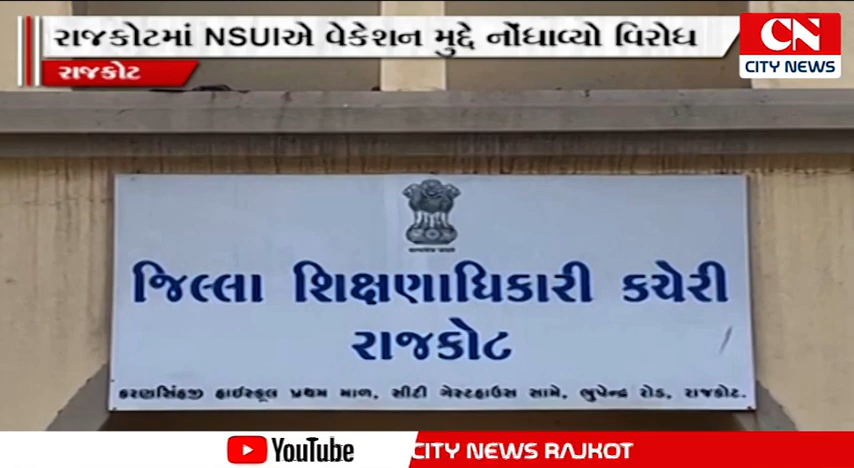 રાજકોટમાં NSUIએ વેકેશન મુદ્દે નોંધાવ્યો વિરોધ
CN
CITY NEWS
રાજકોટ
જિલ્લા શિક્ષણાધિકારી કચેરી
રાજકોટ
કરણસિંહજી હાઈસ્કૂલ પ્રથમ માળ, સીટી ગેસ્ટહાઉસ સામે, ભુપેન્દ્ર રોડ, રાજકોટ.
YouTube
CITY NEWS RAJKOT